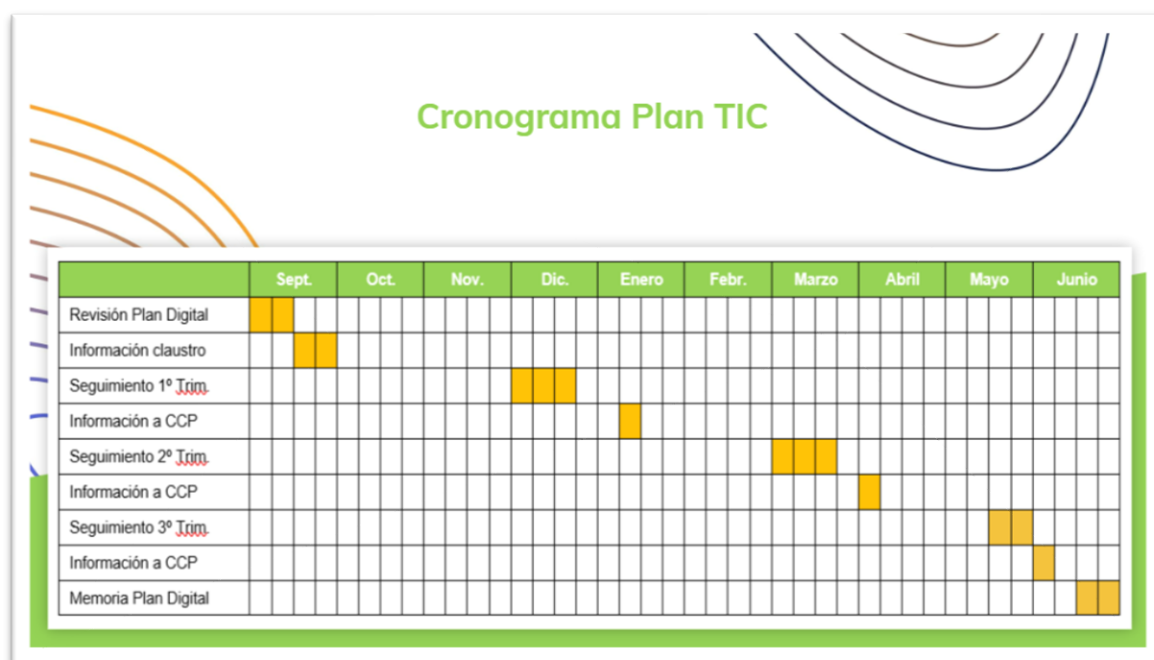 Cronograma Plan TIC
Sept. Oct. Nov. Dic. Enero Febr. Marzo Abril Mayo Junio
Revisión Plan Digital
Información claustro
Seguimiento 1º Trim.
Información a CCP
Seguimiento 2º Trim.
Información a CCP
Seguimiento 3º Trim.
Información a CCP
Memoria Plan Digital